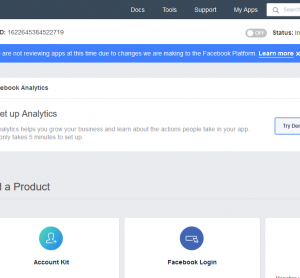 Docs Tools Support My Apps Search
D: 1622645384522719 OFF Status: In
are not reviewing apps at this time due to changes we are making to the Facebook Platform. Learn more
cebook Analytics
et up Analytics
nalytics helps you grow your business and learn about the actions people take in your app.
only takes 5 minutes to set up.
Try De
d a Product
Account Kit Facebook Login